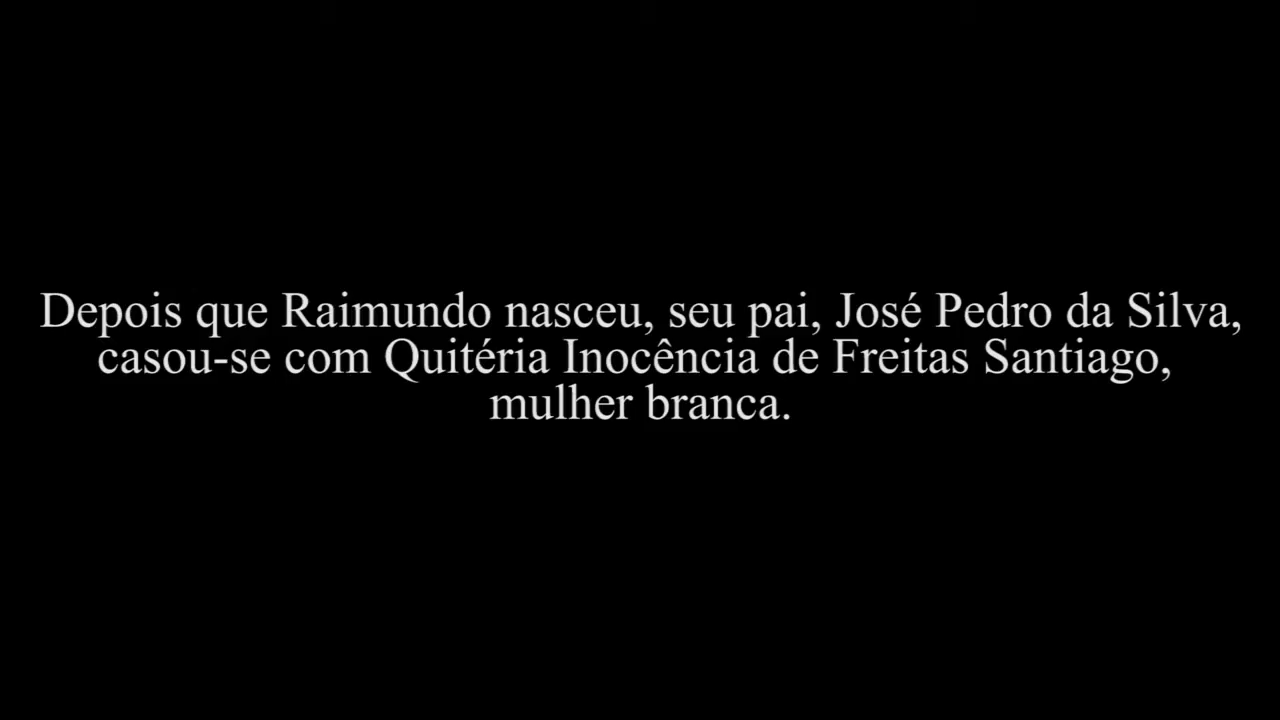 Depois que Raimundo nasceu, seu pai, José Pedro da Silva,
casou-se com Quitéria Inocência de Freitas Santiago,
mulher branca.